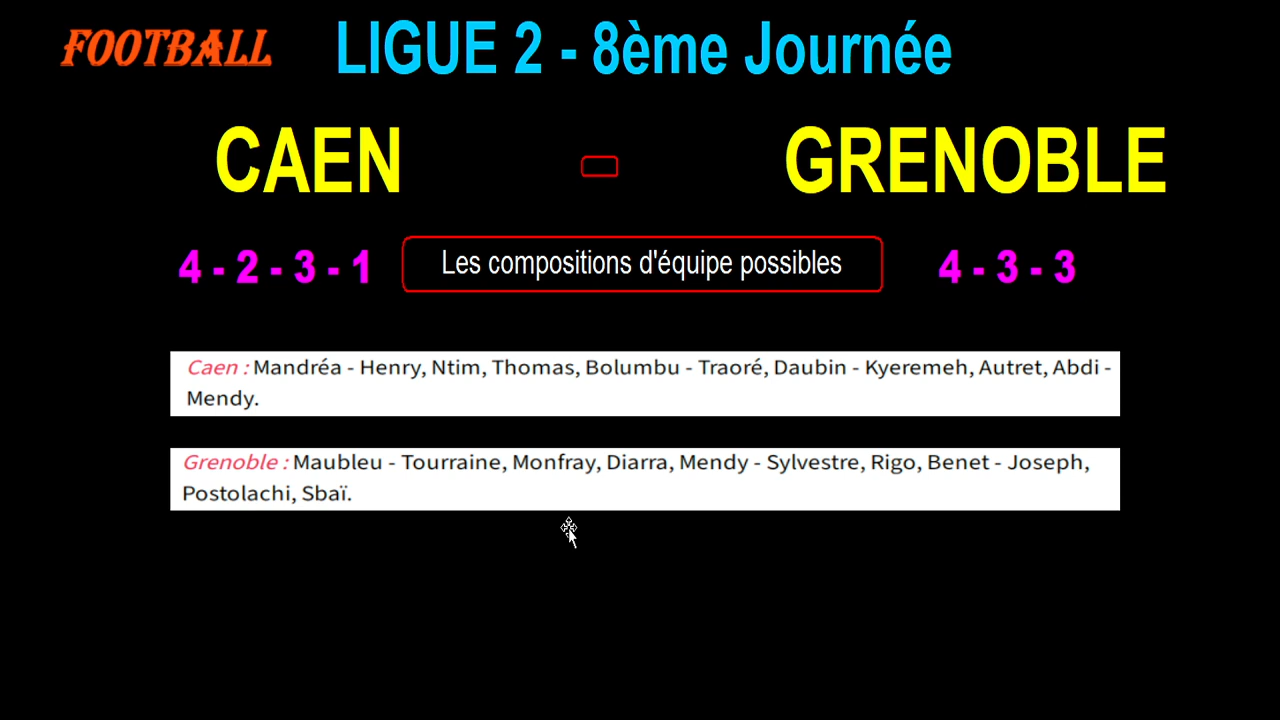 FOOTBALL
LIGUE 2 - 8ème Journée
CAEN
GRENOBLE
4 - 2 - 3 - 1
Les compositions d'équipe possibles
4 - 3 - 3
Caen : Mandréa - Henry, Ntim, Thomas, Bolumbu - Traoré, Daubin - Kyeremeh, Autret, Abdi -
Mendy.
Grenoble : Maubleu - Tourraine, Monfray, Diarra, Mendy - Sylvestre, Rigo, Benet - Joseph,
Postolachi, Sbaï.